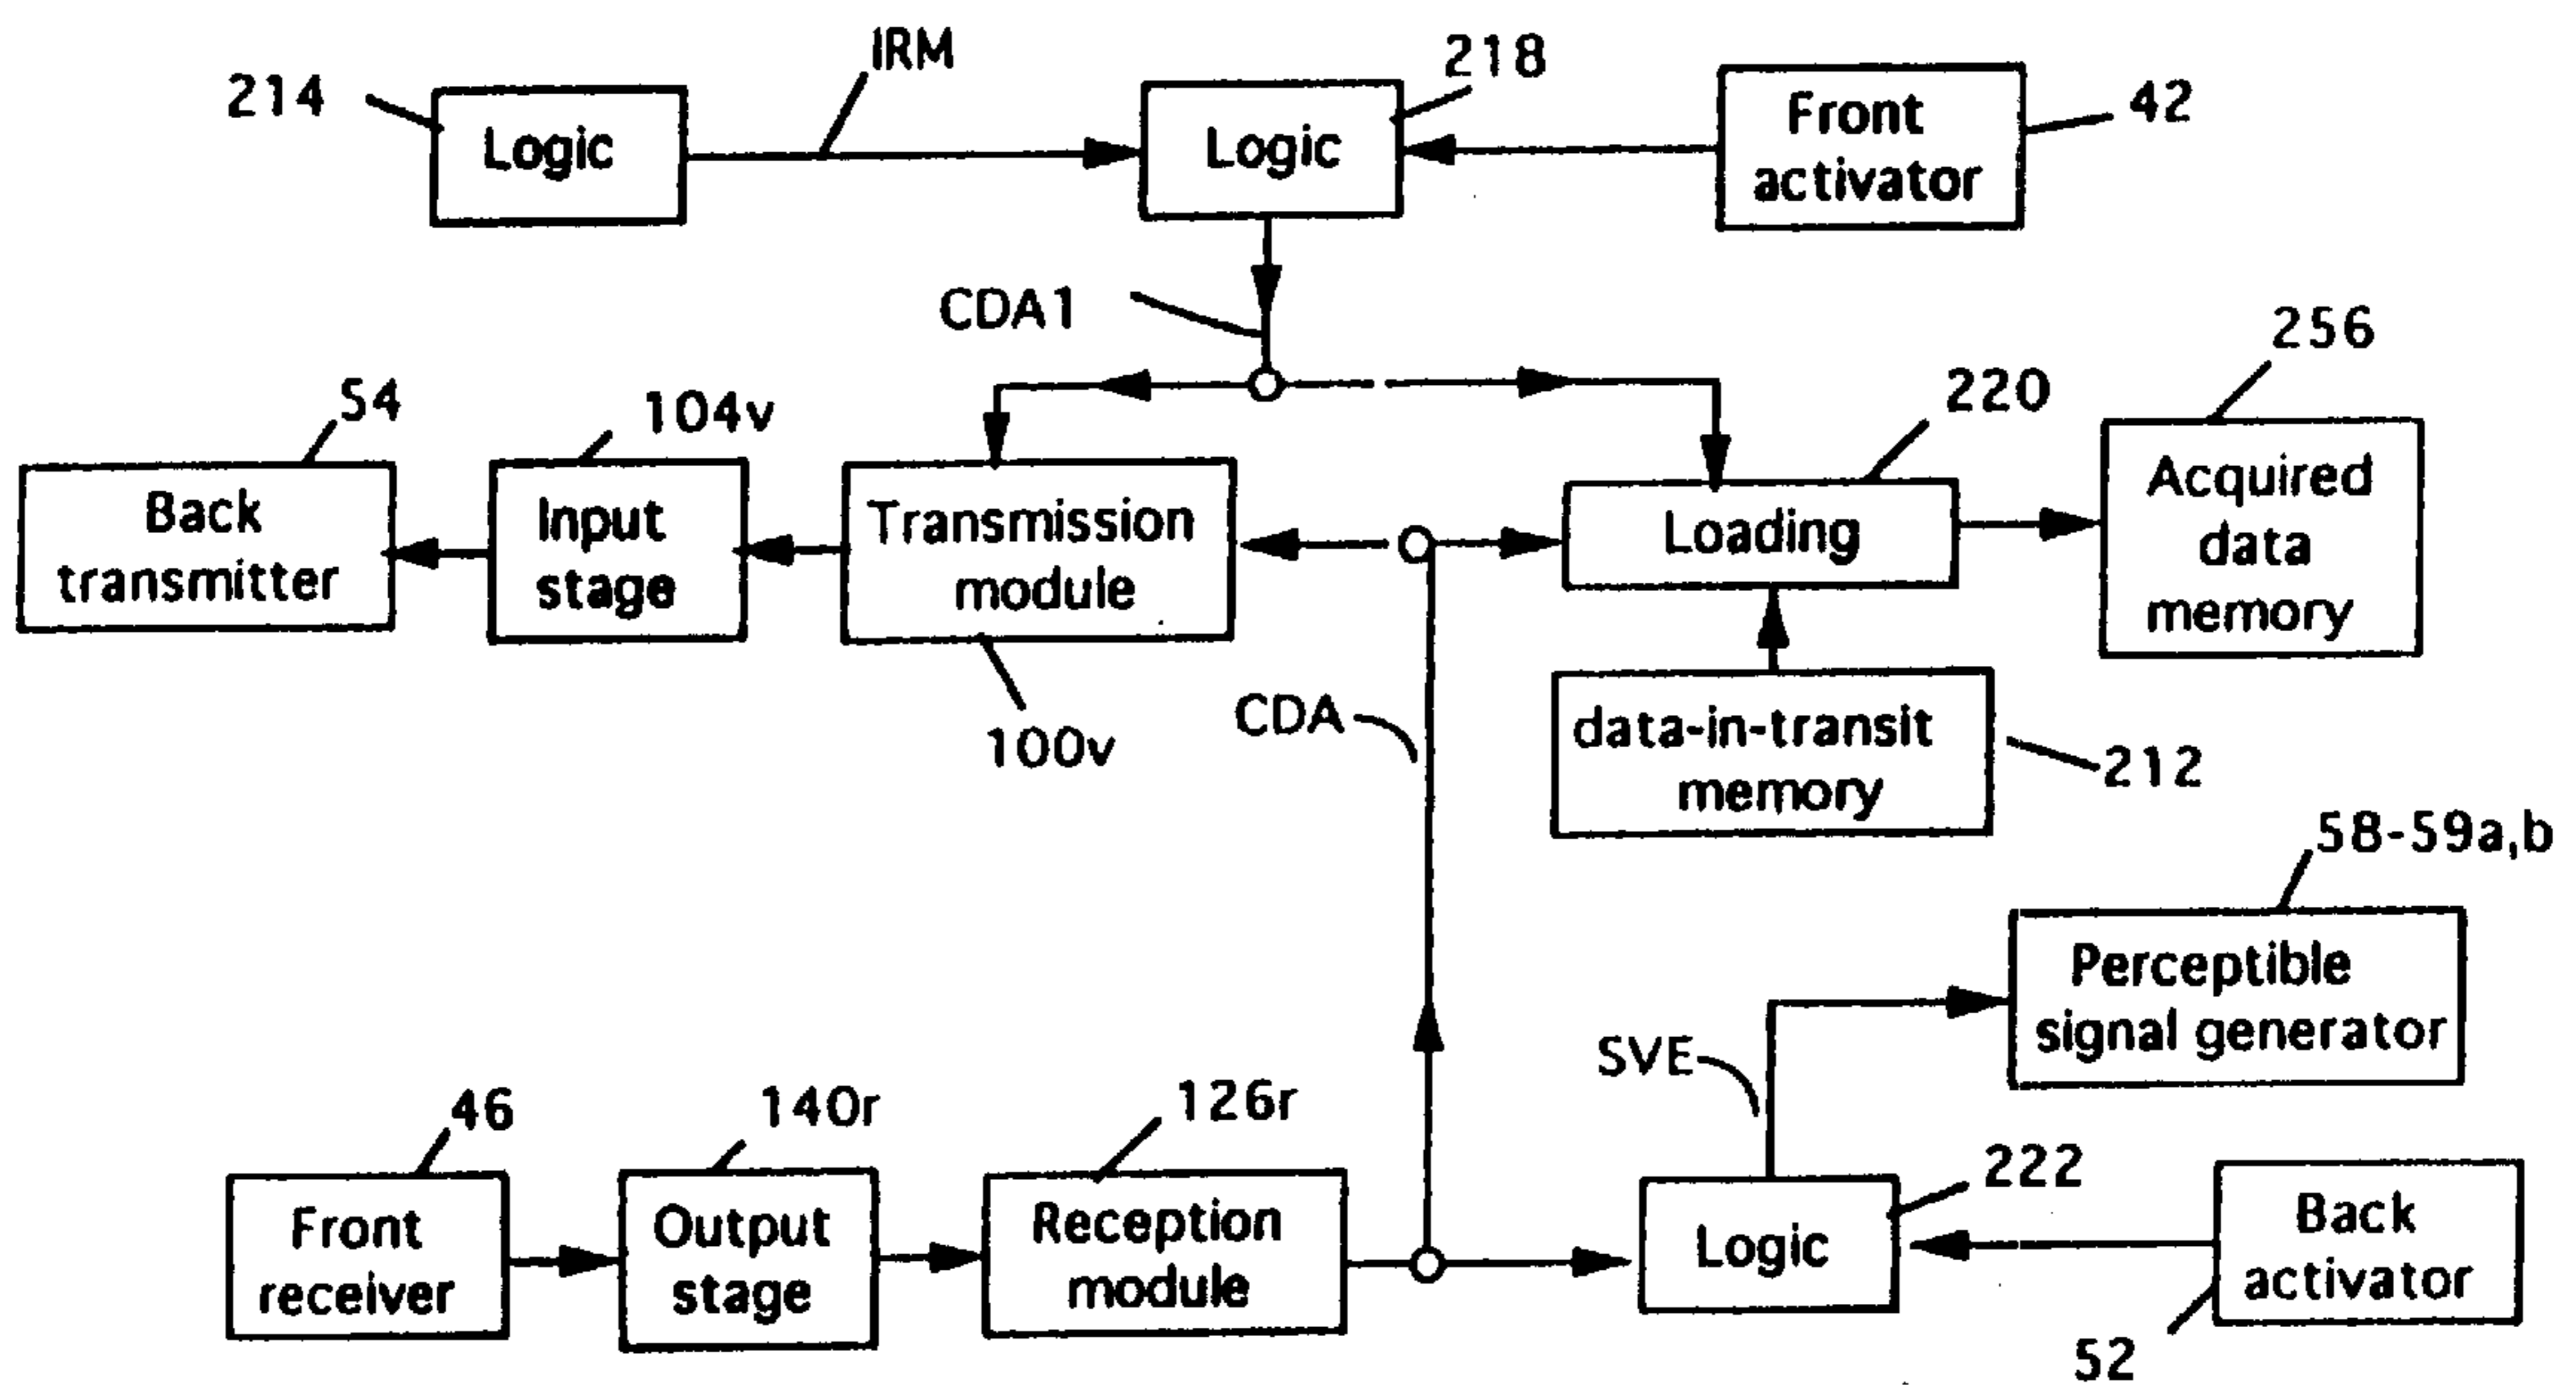 IRM
214
218
42
Logic
Logic
Front
activator
CDA1
256
54
104v
220
Back
transmitter
Input
stage
Transmission
module
Loading
Acquired
data
memory
100v
CDA
data-in-transit
memory
212
58-59a,b
Perceptible
signal generator
SVE
46
140r
126r
222
Front
receiver
Output
stage
Reception
module
Logic
Back
activator
52